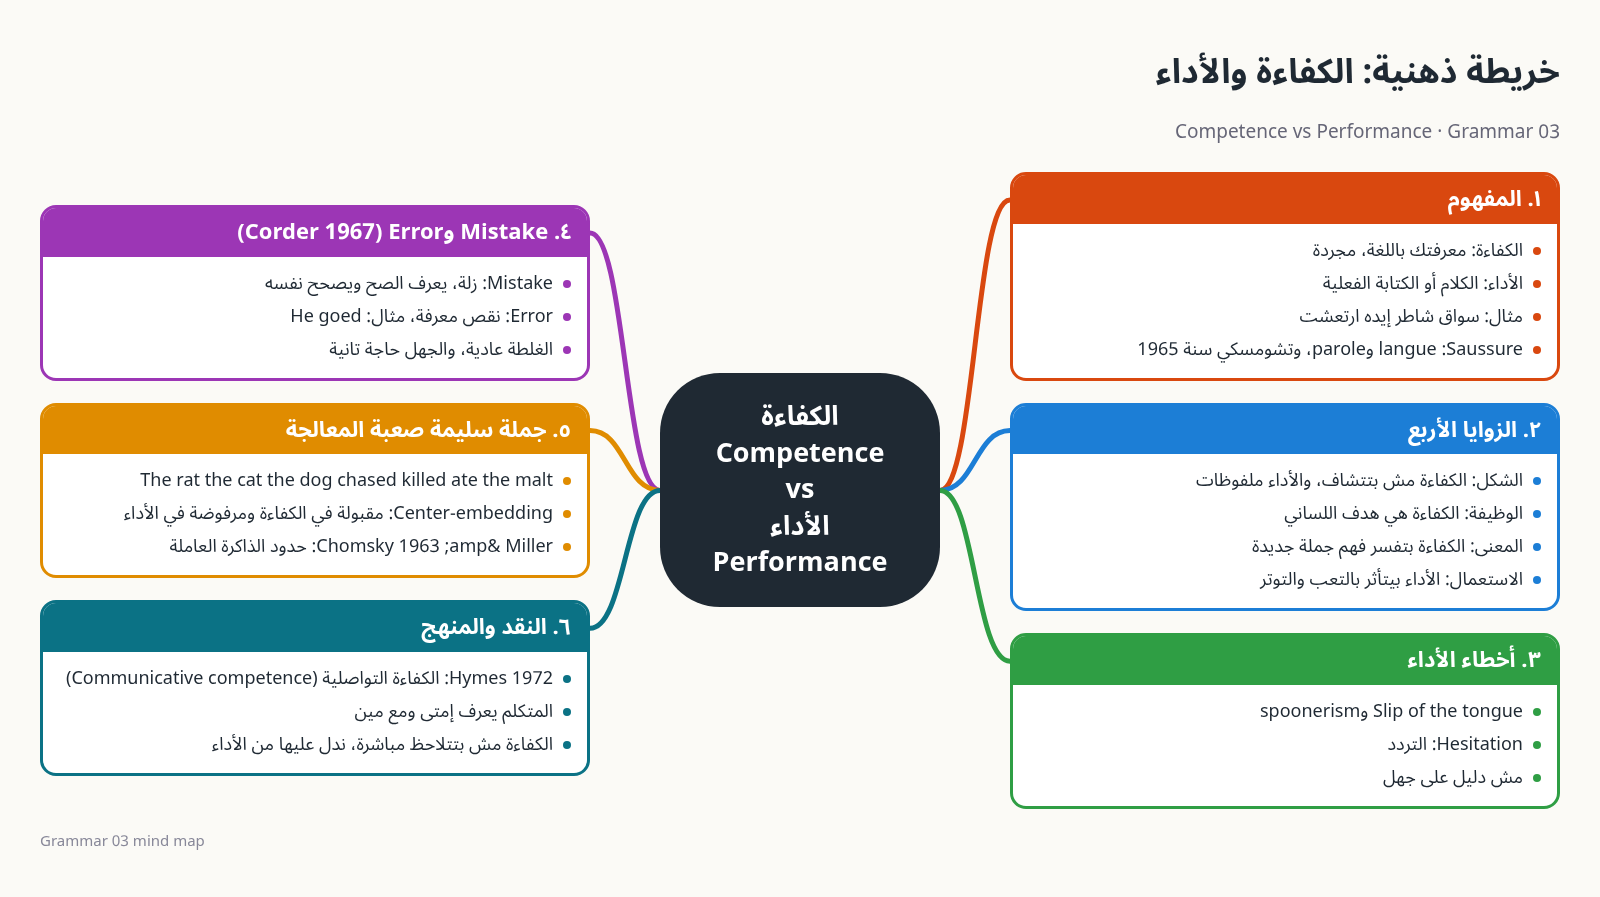 خريطة ذهنية: الكفاءة والأداء
Competence vs Performance · Grammar 03
١. المفهوم
الكفاءة: معرفتك باللغة، مجردة
الأداء: الكلام أو الكتابة الفعلية
مثال: سواق شاطر إيده ارتعشت
Saussure: langue وparole، وتشومسكي سنة 1965
٢. الزوايا الأربع
الشكل: الكفاءة مش بتتشاف، والأداء ملفوظات
الوظيفة: الكفاءة هي هدف اللساني
المعنى: الكفاءة بتفسر فهم جملة جديدة
الاستعمال: الأداء بيتأثر بالتعب والتوتر
٣. أخطاء الأداء
Slip of the tongue وspoonerism
Hesitation: التردد
مش دليل على جهل
الكفاءة
Competence
vs
الأداء
Performance
٤. Mistake وError (Corder 1967)
Mistake: زلة، يعرف الصح ويصحح نفسه
Error: نقص معرفة، مثال: He goed
الغلطة عادية، والجهل حاجة تانية
٥. جملة سليمة صعبة المعالجة
The rat the cat the dog chased killed ate the malt
Center-embedding: مقبولة في الكفاءة ومرفوضة في الأداء
Miller &amp; Chomsky 1963: حدود الذاكرة العاملة
٦. النقد والمنهج
Hymes 1972: الكفاءة التواصلية (Communicative competence)
المتكلم يعرف إمتى ومع مين
الكفاءة مش بتتلاحظ مباشرة، ندل عليها من الأداء
Grammar 03 mind map